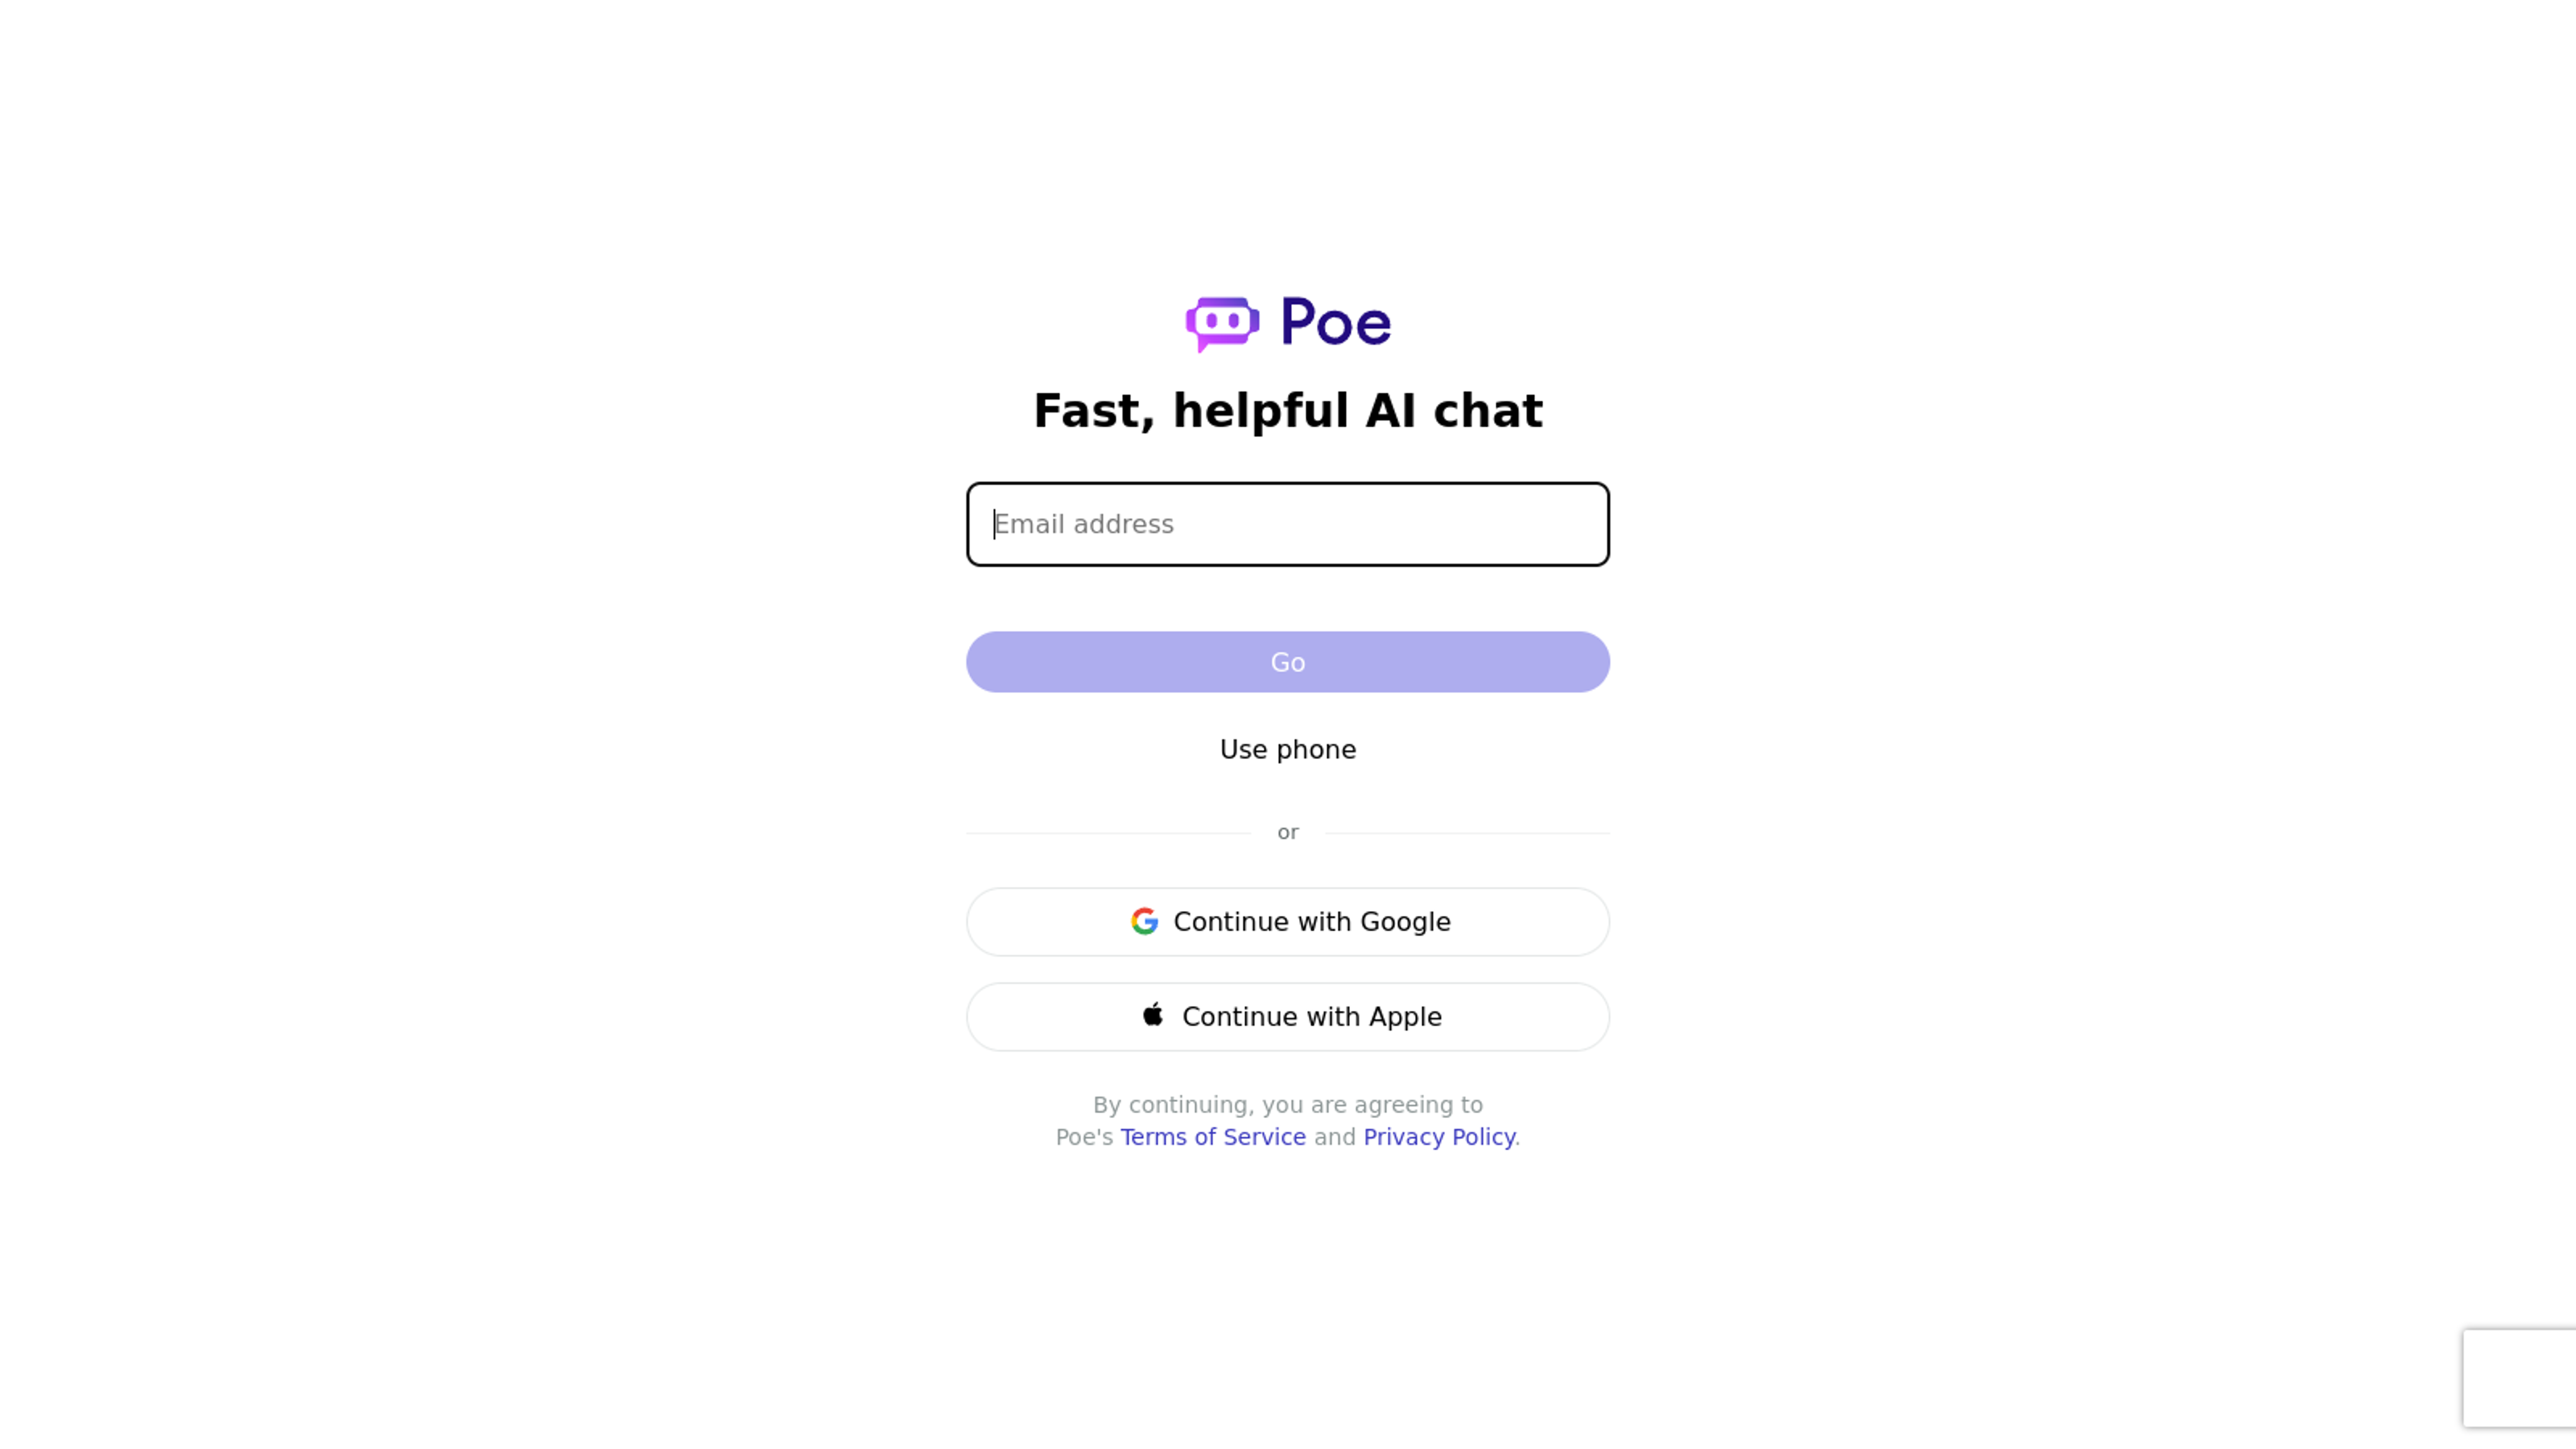 Poe
Fast, helpful AI chat
Email address
Go
Use phone
or
Continue with Google
Continue with Apple
By continuing, you are agreeing to
Poe's Terms of Service and Privacy Policy.